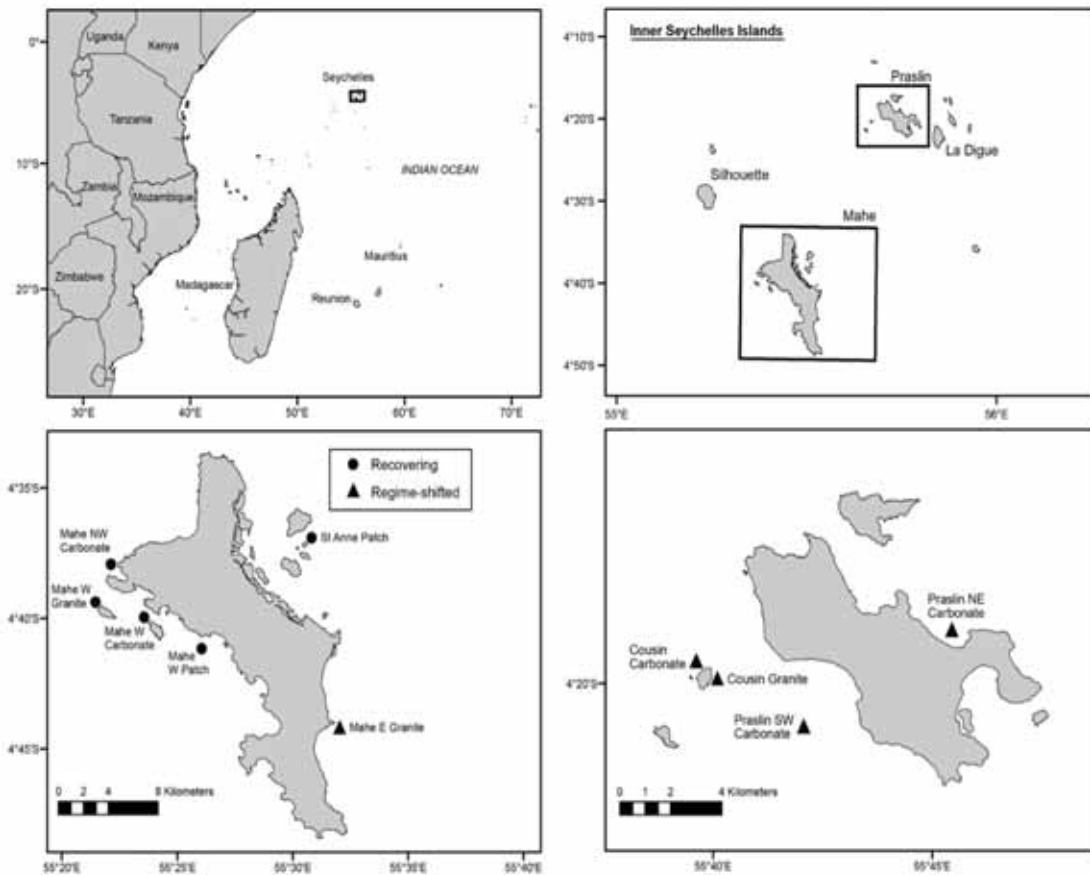 Uganda
Kenya
0°
Seychelles
Tanzania
10°S
INDIAN OCEAN
Zambia
Mozambique
Zimbabwe
Madagascar
Mauritius
Reunion
20°S
30°E
40°E
50°E
60°E
70°E
Inner Seychelles Islands
4°10'S
Praslin
4°20'S
La Digue
Silhouette
4°30'S
Mahe
4°40'S
4°50'S
55°E
56°E
4°35'S
Recovering
Regime-shifted
Mahe NW
Carbonate
St Anne Patch
Mahe W
Granite
4°40'S
Mahe W
Carbonate
Mahe
W Patch
Mahe E Granite
4°45'S
0 2 4 8 Kilometers
55°20'E
55°25'E
55°30'E
55°35'E
55°40'E
Praslin NE
Carbonate
Cousin
Carbonate
Cousin Granite
4°20'S
Praslin SW
Carbonate
0 1 2 4 Kilometers
55°40'E
55°45'E